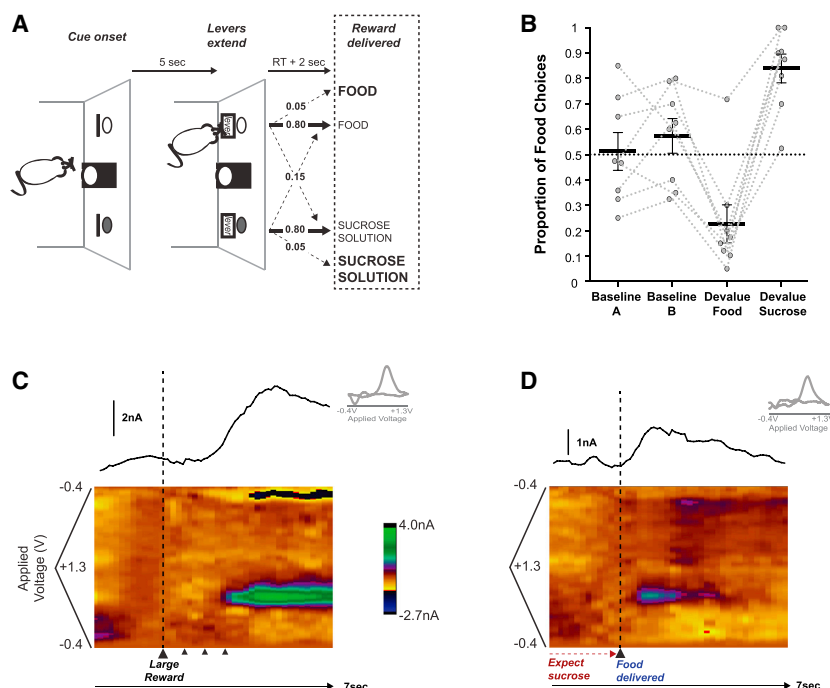 A
Cue onset
Levers extend
Reward delivered
5 sec
RT + 2 sec
FOOD
0.05
0.80
FOOD
0.15
lever
lever
0.80
SUCROSE SOLUTION
0.05
SUCROSE SOLUTION
B
Proportion of Food Choices
1
0.9
0.8
0.7
0.6
0.5
0.4
0.3
0.2
0.1
0
Baseline A
Baseline B
Devalue Food
Devalue Sucrose
C
2nA
-0.4V
+1.3V
Applied Voltage
Applied Voltage (V)
-0.4
+1.3
-0.4
4.0nA
-2.7nA
Large Reward
7sec
D
1nA
-0.4V
+1.3V
Applied Voltage
-0.4
+1.3
-0.4
Expect sucrose
Food delivered
7sec